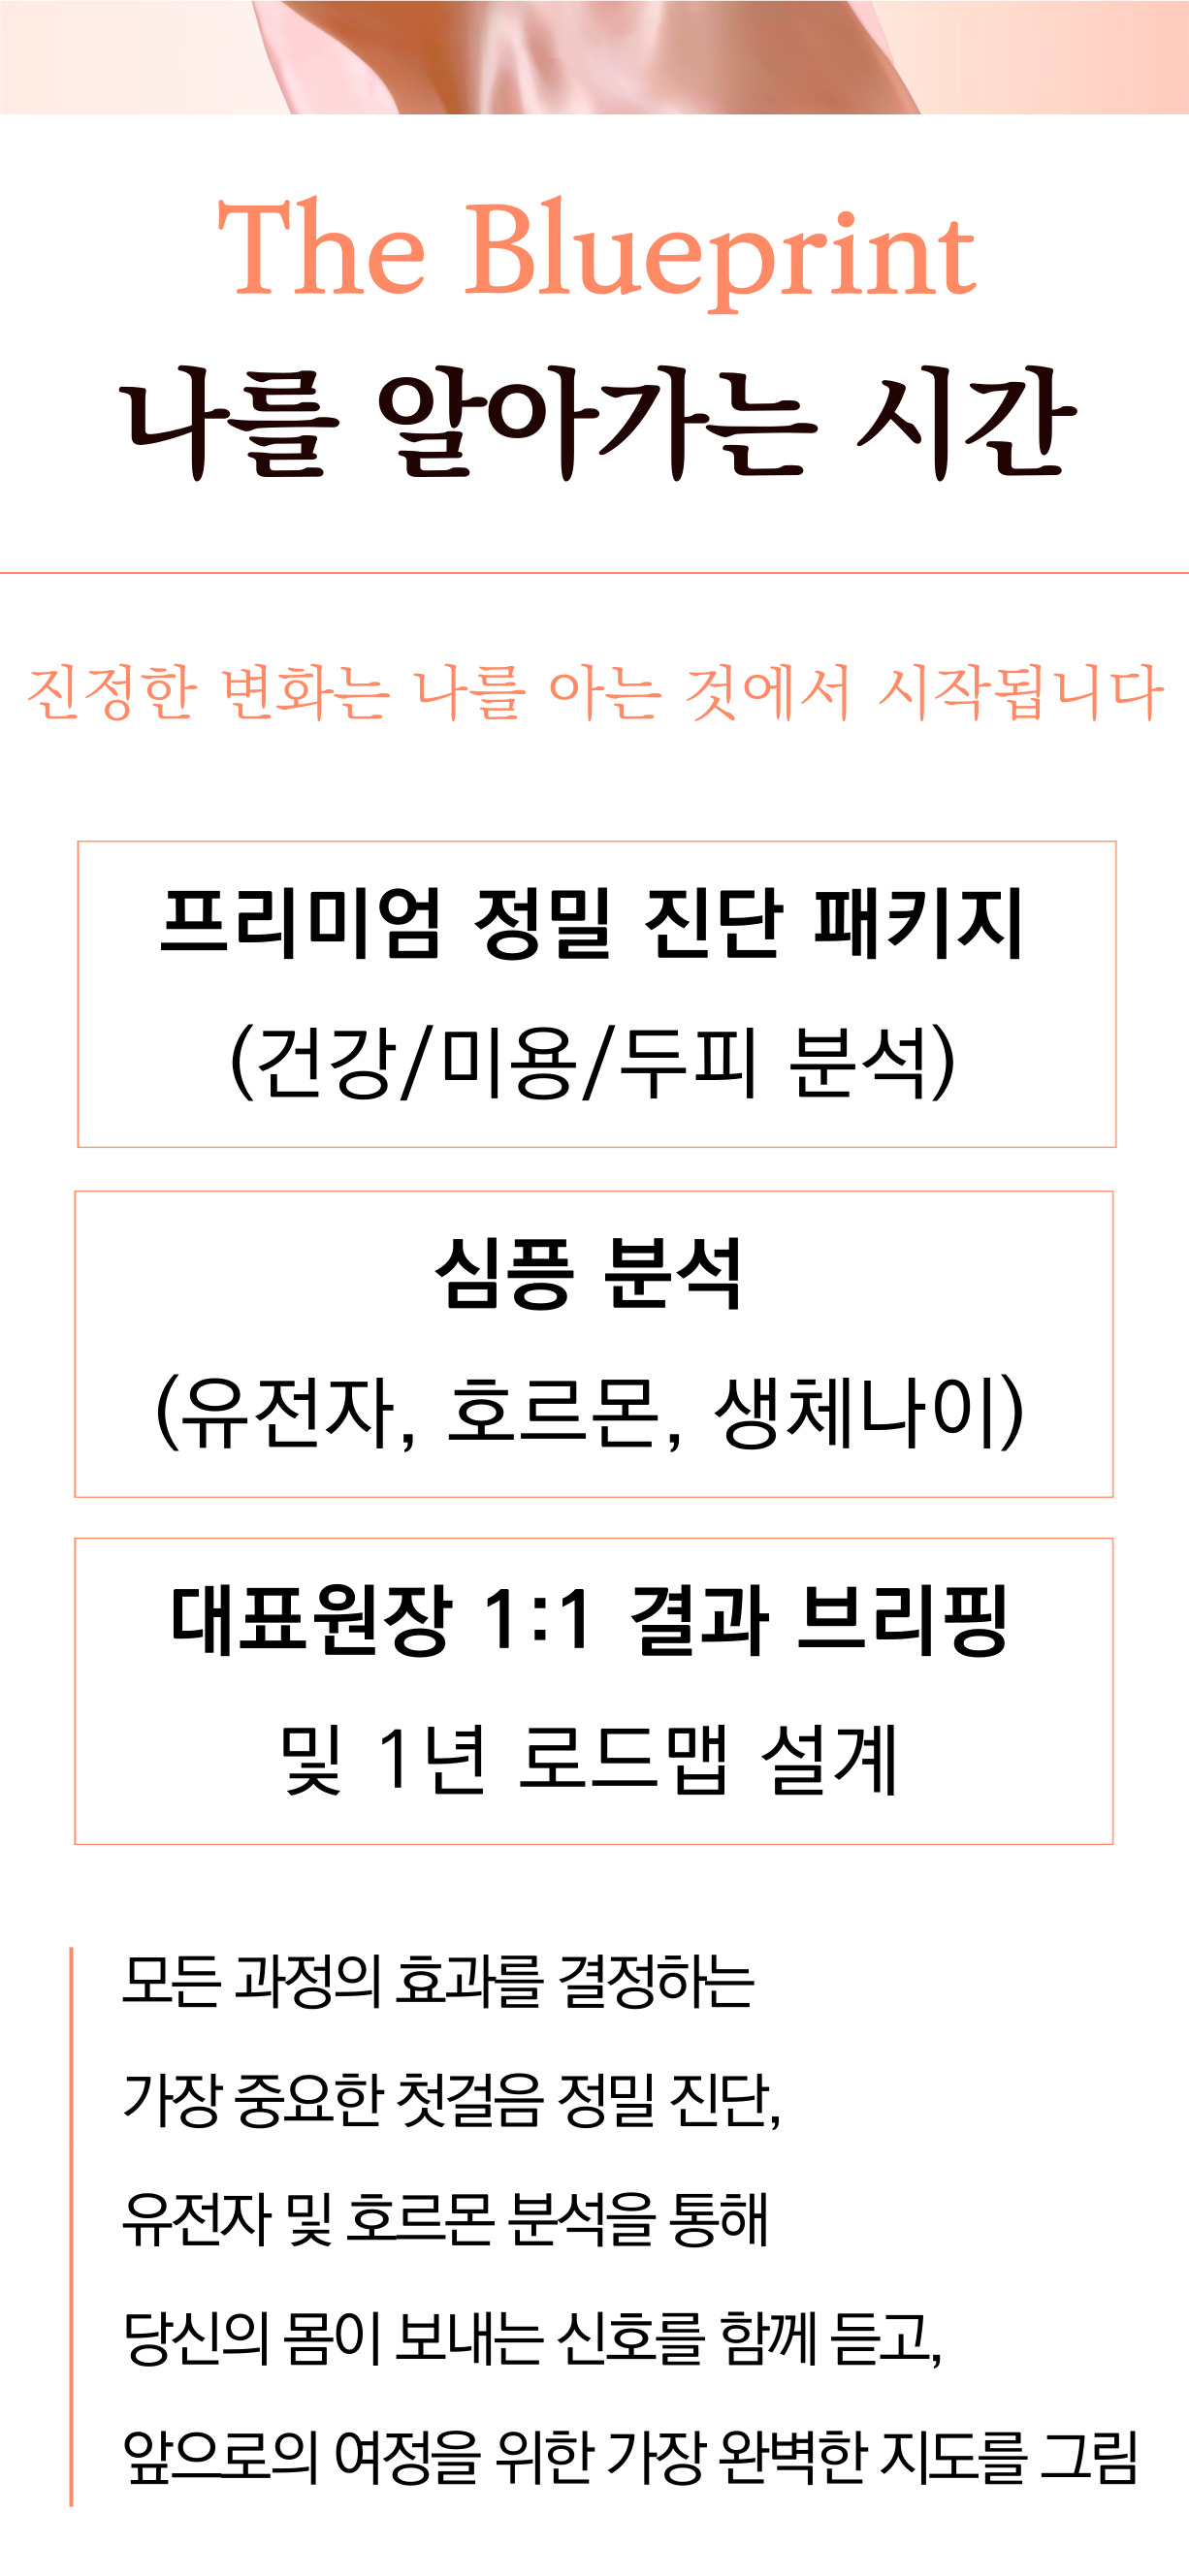 The Blueprint
나를 알아가는 시간
진정한 변화는 나를 아는 것에서 시작됩니다
프리미엄 정밀 진단 패키지
(건강/미용/두피 분석)
심픙 분석
(유전자, 호르몬, 생체나이)
대표원장 1:1 결과 브리핑
및 1년 로드맵 설계
모든 과정의 효과를 결정하는
가장 중요한 첫걸음 정밀 진단,
유전자 및 호르몬 분석을 통해
당신의 몸이 보내는 신호를 함께 듣고,
앞으로의 여정을 위한 가장 완벽한 지도를 그림